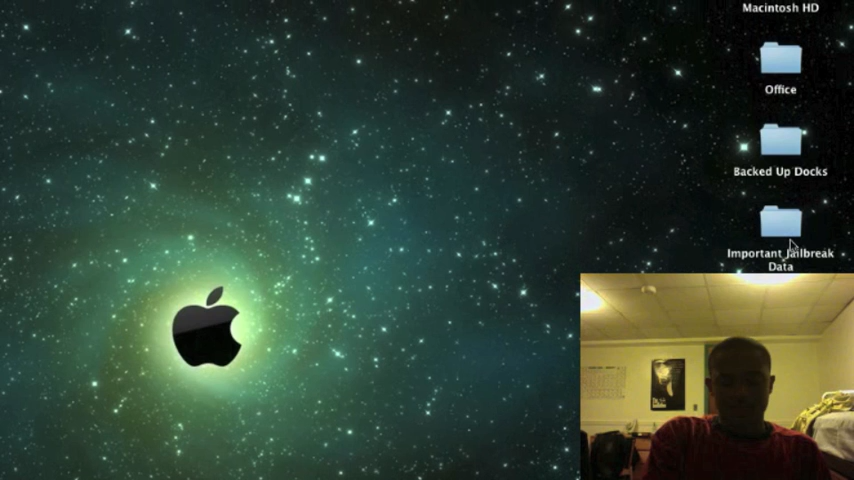 Macintosh HD
Office
Backed Up Docks
Important Jailbreak
Data